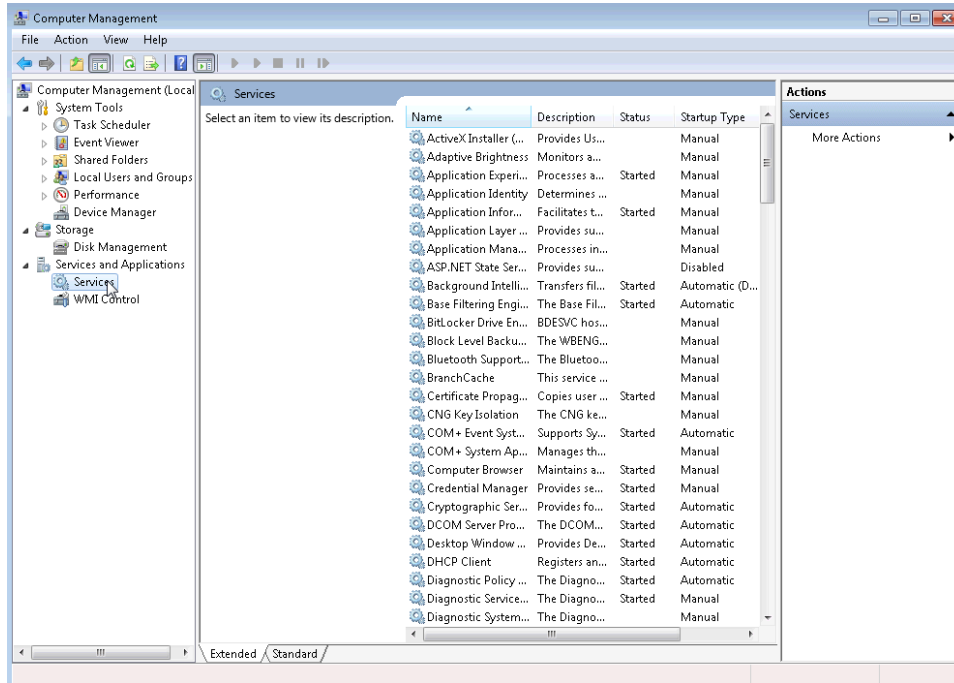 Computer Management
File Action View Help
Computer Management (Local
System Tools
Task Scheduler
Event Viewer
Shared Folders
Local Users and Groups
Performance
Device Manager
Storage
Disk Management
Services and Applications
Services
WMI Control
Services
Select an item to view its description.
Name Description Status Startup Type
ActiveX Installer (... Provides Us... Manual
Adaptive Brightness Monitors a... Manual
Application Experi... Processes a... Started Manual
Application Identity Determines ... Manual
Application Infor... Facilitates t... Started Manual
Application Layer ... Provides su... Manual
Application Mana... Processes in... Manual
ASP.NET State Ser... Provides su... Disabled
Background Intelli... Transfers fil... Started Automatic (D...
Base Filtering Engi... The Base Fil... Started Automatic
BitLocker Drive En... BDESVC hos... Manual
Block Level Backu... The WBENG... Manual
Bluetooth Support... The Bluetoo... Manual
BranchCache This service ... Manual
Certificate Propag... Copies user ... Started Manual
CNG Key Isolation The CNG ke... Manual
COM+ Event Syst... Supports Sy... Started Automatic
COM+ System Ap... Manages th... Manual
Computer Browser Maintains a... Started Manual
Credential Manager Provides se... Started Manual
Cryptographic Ser... Provides fo... Started Automatic
DCOM Server Pro... The DCOM... Started Automatic
Desktop Window ... Provides De... Started Automatic
DHCP Client Registers an... Started Automatic
Diagnostic Policy ... The Diagno... Started Automatic
Diagnostic Service... The Diagno... Started Manual
Diagnostic System... The Diagno... Manual
Extended Standard
Actions
Services
More Actions